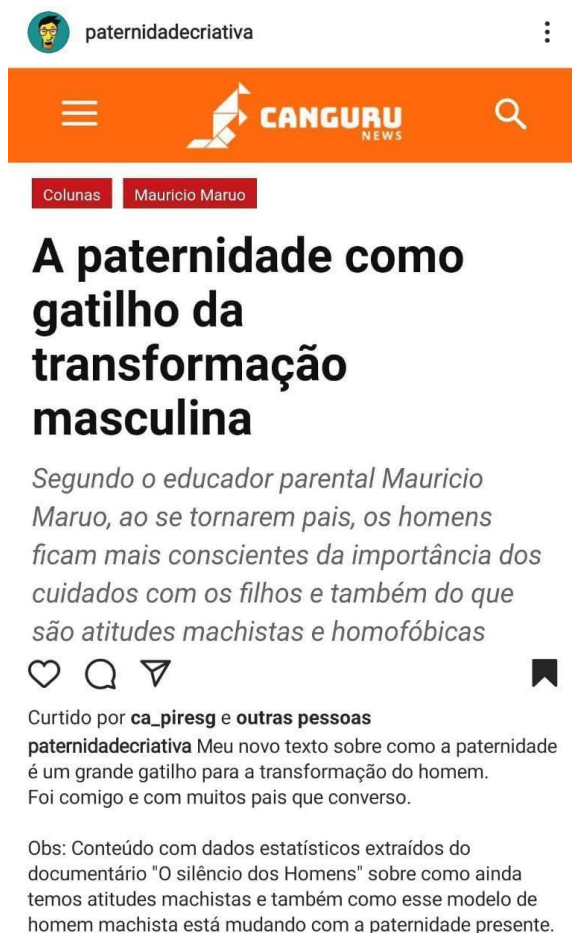 paternidadecriativa
CANGURU
NEWS
Colunas
Mauricio Maruo
A paternidade como
gatilho da
transformação
masculina
Segundo o educador parental Mauricio
Maruo, ao se tornarem pais, os homens
ficam mais conscientes da importância dos
cuidados com os filhos e também do que
são atitudes machistas e homofóbicas
Curtido por ca_piresg e outras pessoas
paternidadecriativa Meu novo texto sobre como a paternidade
é um grande gatilho para a transformação do homem.
Foi comigo e com muitos pais que converso.
Obs: Conteúdo com dados estatísticos extraídos do
documentário "O silêncio dos Homens" sobre como ainda
temos atitudes machistas e também como esse modelo de
homem machista está mudando com a paternidade presente.